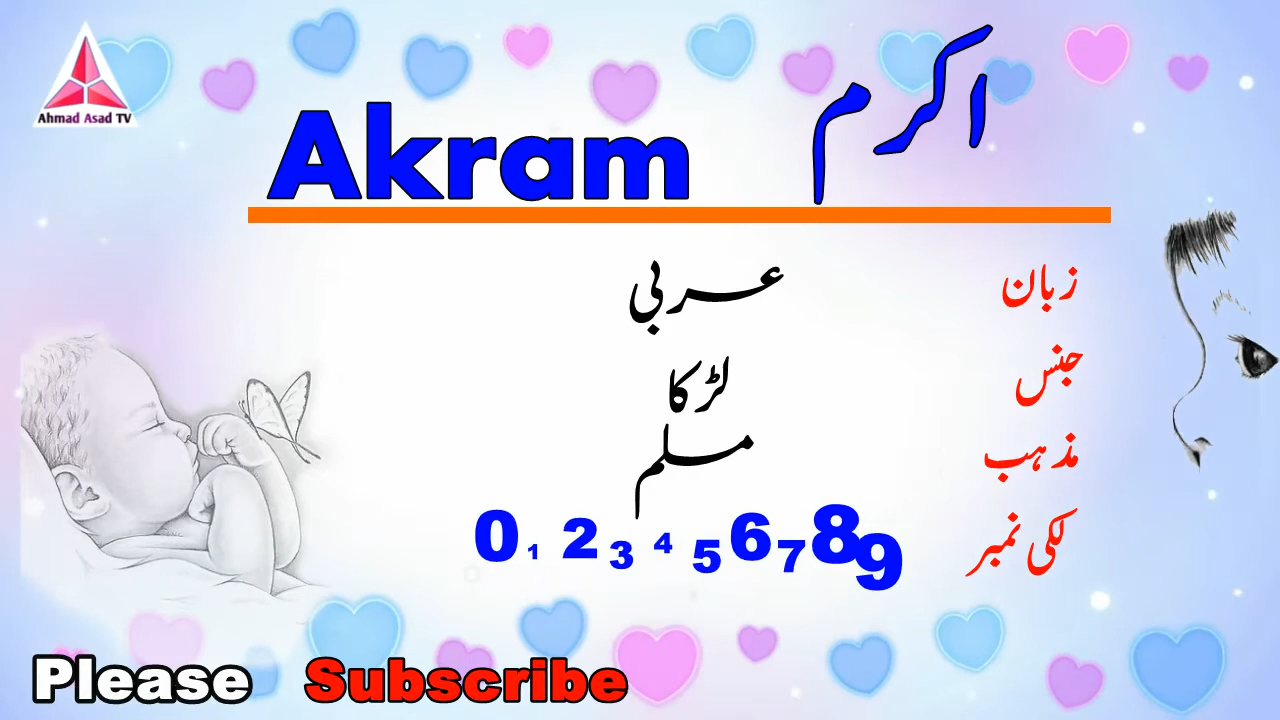 Ahmad Asad TV
Akram اکرم
زبان عربی
جنس لڑکا
مذہب مسلم
لکی نمبر 0 1 2 3 4 5 6 7 8 9
Please Subscribe